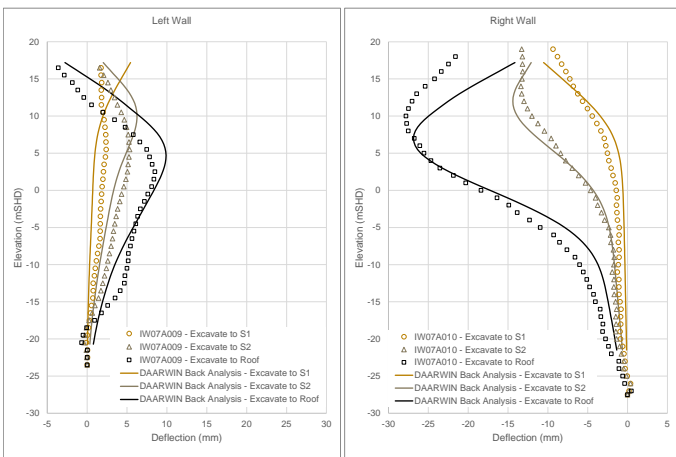 Left Wall
20
15
10
5
0
-5
-10
-15
-20
-25
-30
Elevation (mSHD)
IW07A009 - Excavate to S1
IW07A009 - Excavate to S2
IW07A009 - Excavate to Roof
DAARWIN Back Analysis - Excavate to S1
DAARWIN Back Analysis - Excavate to S2
DAARWIN Back Analysis - Excavate to Roof
-5 0 5 10 15 20 25
Deflection (mm)
Right Wall
20
15
10
5
0
-5
-10
-15
-20
-25
-30
Elevation (mSHD)
IW07A010 - Excavate to S1
IW07A010 - Excavate to S2
IW07A010 - Excavate to Roof
DAARWIN Back Analysis - Excavate to S1
DAARWIN Back Analysis - Excavate to S2
DAARWIN Back Analysis - Excavate to Roof
-35 -30 -25 -20 -15 -10 -5 0 5
Deflection (mm)